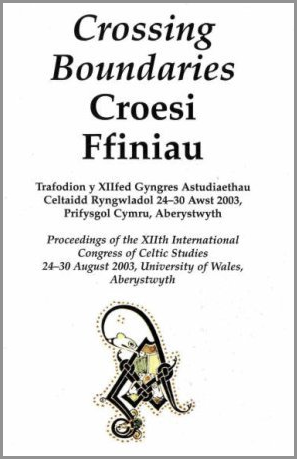 Crossing
Boundaries
Croesi
Ffiniau
Trafodion y XIIfed Gyngres Astudiaethau
Celtaidd Ryngwladol 24–30 Awst 2003,
Prifysgol Cymru, Aberystwyth
Proceedings of the XIIth International
Congress of Celtic Studies
24–30 August 2003, University of Wales,
Aberystwyth